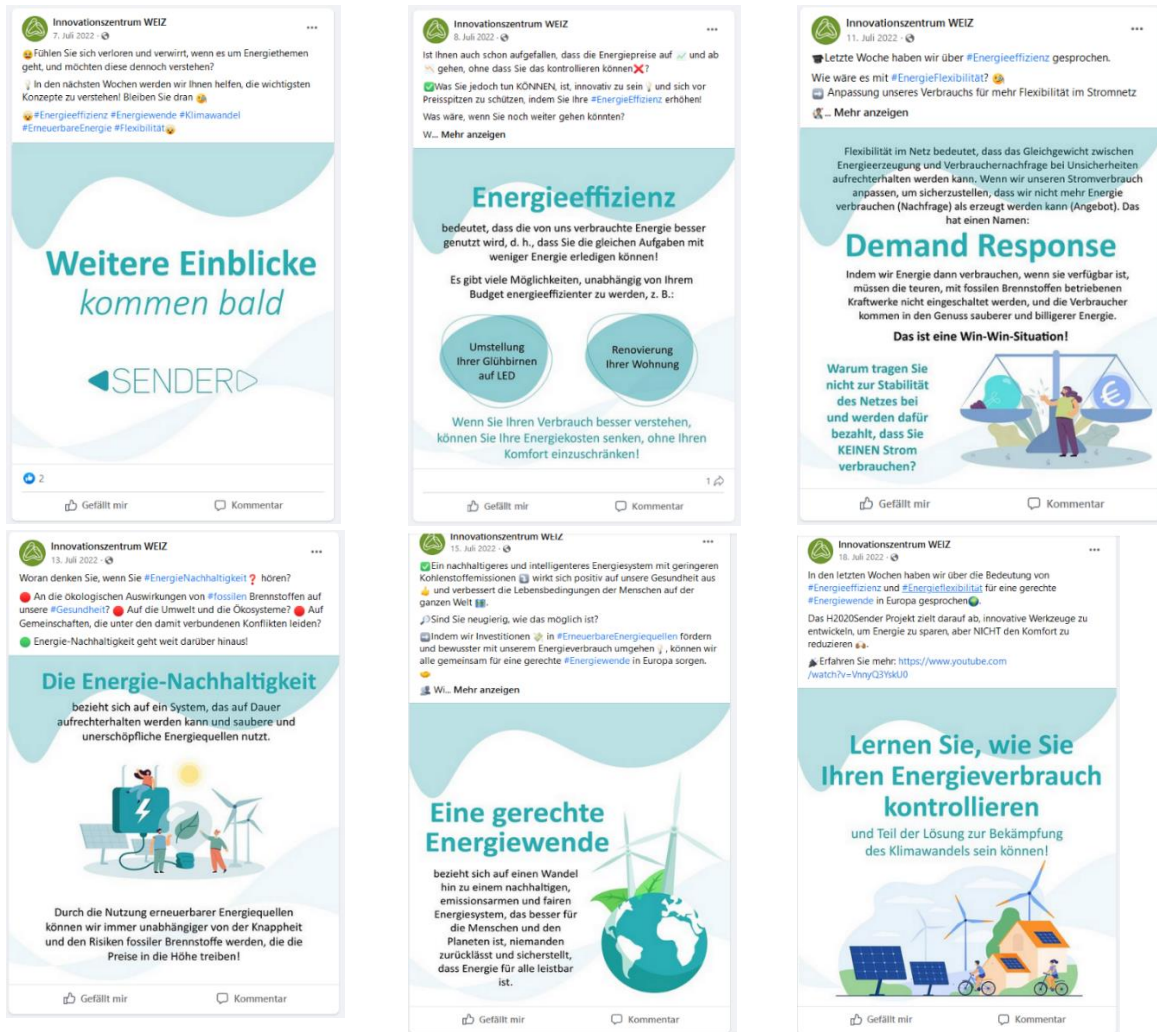 Innovationszentrum WEIZ
7. Juli 2022 ·
Fühlen Sie sich verloren und verwirrt, wenn es um Energiethemen
geht, und möchten diese dennoch verstehen?
In den nächsten Wochen werden wir Ihnen helfen, die wichtigsten
Konzepte zu verstehen! Bleiben Sie dran
#Energieeffizienz #Energiewende #Klimawandel
#ErneuerbareEnergie #Flexibilität
Weitere Einblicke
kommen bald
SENDER
2
Gefällt mir
Kommentar
Innovationszentrum WEIZ
8. Juli 2022 ·
Ist Ihnen auch schon aufgefallen, dass die Energiepreise auf 📈 und ab
📉 gehen, ohne dass Sie das kontrollieren können❌?
✅Was Sie jedoch tun KÖNNEN, ist, innovativ zu sein und sich vor
Preisspitzen zu schützen, indem Sie Ihre #EnergieEffizienz erhöhen!
Was wäre, wenn Sie noch weiter gehen könnten?
W... Mehr anzeigen
Energieeffizienz
bedeutet, dass die von uns verbrauchte Energie besser
genutzt wird, d. h., dass Sie die gleichen Aufgaben mit
weniger Energie erledigen können!
Es gibt viele Möglichkeiten, unabhängig von Ihrem
Budget energieeffizienter zu werden, z. B.:
Umstellung
Ihrer Glühbirnen
auf LED
Renovierung
Ihrer Wohnung
Wenn Sie Ihren Verbrauch besser verstehen,
können Sie Ihre Energiekosten senken, ohne Ihren
Komfort einzuschränken!
1
Gefällt mir
Kommentar
Innovationszentrum WEIZ
11. Juli 2022 ·
Letzte Woche haben wir über #Energieeffizienz gesprochen.
Wie wäre es mit #EnergieFlexibilität?
Anpassung unseres Verbrauchs für mehr Flexibilität im Stromnetz
... Mehr anzeigen
Flexibilität im Netz bedeutet, dass das Gleichgewicht zwischen
Energieerzeugung und Verbrauchernachfrage bei Unsicherheiten
aufrechterhalten werden kann. Wenn wir unseren Stromverbrauch
anpassen, um sicherzustellen, dass wir nicht mehr Energie
verbrauchen (Nachfrage) als erzeugt werden kann (Angebot). Das
hat einen Namen:
Demand Response
Indem wir Energie dann verbrauchen, wenn sie verfügbar ist,
müssen die teuren, mit fossilen Brennstoffen betriebenen
Kraftwerke nicht eingeschaltet werden, und die Verbraucher
kommen in den Genuss sauberer und billigerer Energie.
Das ist eine Win-Win-Situation!
Warum tragen Sie
nicht zur Stabilität
des Netzes bei
und werden dafür
bezahlt, dass Sie
KEINEN Strom
verbrauchen?
€
Gefällt mir
Kommentar
Innovationszentrum WEIZ
13. Juli 2022 ·
Woran denken Sie, wenn Sie #EnergieNachhaltigkeit❓ hören?
🔴 An die ökologischen Auswirkungen von #fossilen Brennstoffen auf
unsere #Gesundheit? 🔴 Auf die Umwelt und die Ökosysteme? 🔴 Auf
Gemeinschaften, die unter den damit verbundenen Konflikten leiden?
🟢 Energie-Nachhaltigkeit geht weit darüber hinaus!
Die Energie-Nachhaltigkeit
bezieht sich auf ein System, das auf Dauer
aufrechterhalten werden kann und saubere und
unerschöpfliche Energiequellen nutzt.
Durch die Nutzung erneuerbarer Energiequellen
können wir immer unabhängiger von der Knappheit
und den Risiken fossiler Brennstoffe werden, die die
Preise in die Höhe treiben!
Gefällt mir
Kommentar
Innovationszentrum WEIZ
15. Juli 2022 ·
✅Ein nachhaltigeres und intelligenteres Energiesystem mit geringeren
Kohlenstoffemissionen wirkt sich positiv auf unsere Gesundheit aus
und verbessert die Lebensbedingungen der Menschen auf der
ganzen Welt.
Sind Sie neugierig, wie das möglich ist?
Indem wir Investitionen in #ErneuerbareEnergiequellen fördern
und bewusster mit unserem Energieverbrauch umgehen, können wir
alle gemeinsam für eine gerechte #Energiewende in Europa sorgen.
Wi... Mehr anzeigen
Eine gerechte
Energiewende
bezieht sich auf einen Wandel
hin zu einem nachhaltigen,
emissionsarmen und fairen
Energiesystem, das besser für
die Menschen und den
Planeten ist, niemanden
zurücklässt und sicherstellt,
dass Energie für alle leistbar
ist.
Gefällt mir
Kommentar
Innovationszentrum WEIZ
18. Juli 2022 ·
In den letzten Wochen haben wir über die Bedeutung von
#Energieeffizienz und #Energieflexibilität für eine gerechte
#Energiewende in Europa gesprochen.
Das H2020Sender Projekt zielt darauf ab, innovative Werkzeuge zu
entwickeln, um Energie zu sparen, aber NICHT den Komfort zu
reduzieren.
Erfahren Sie mehr: https://www.youtube.com
/watch?v=VnnyQ3YskU0
Lernen Sie, wie Sie
Ihren Energieverbrauch
kontrollieren
und Teil der Lösung zur Bekämpfung
des Klimawandels sein können!
Gefällt mir
Kommentar